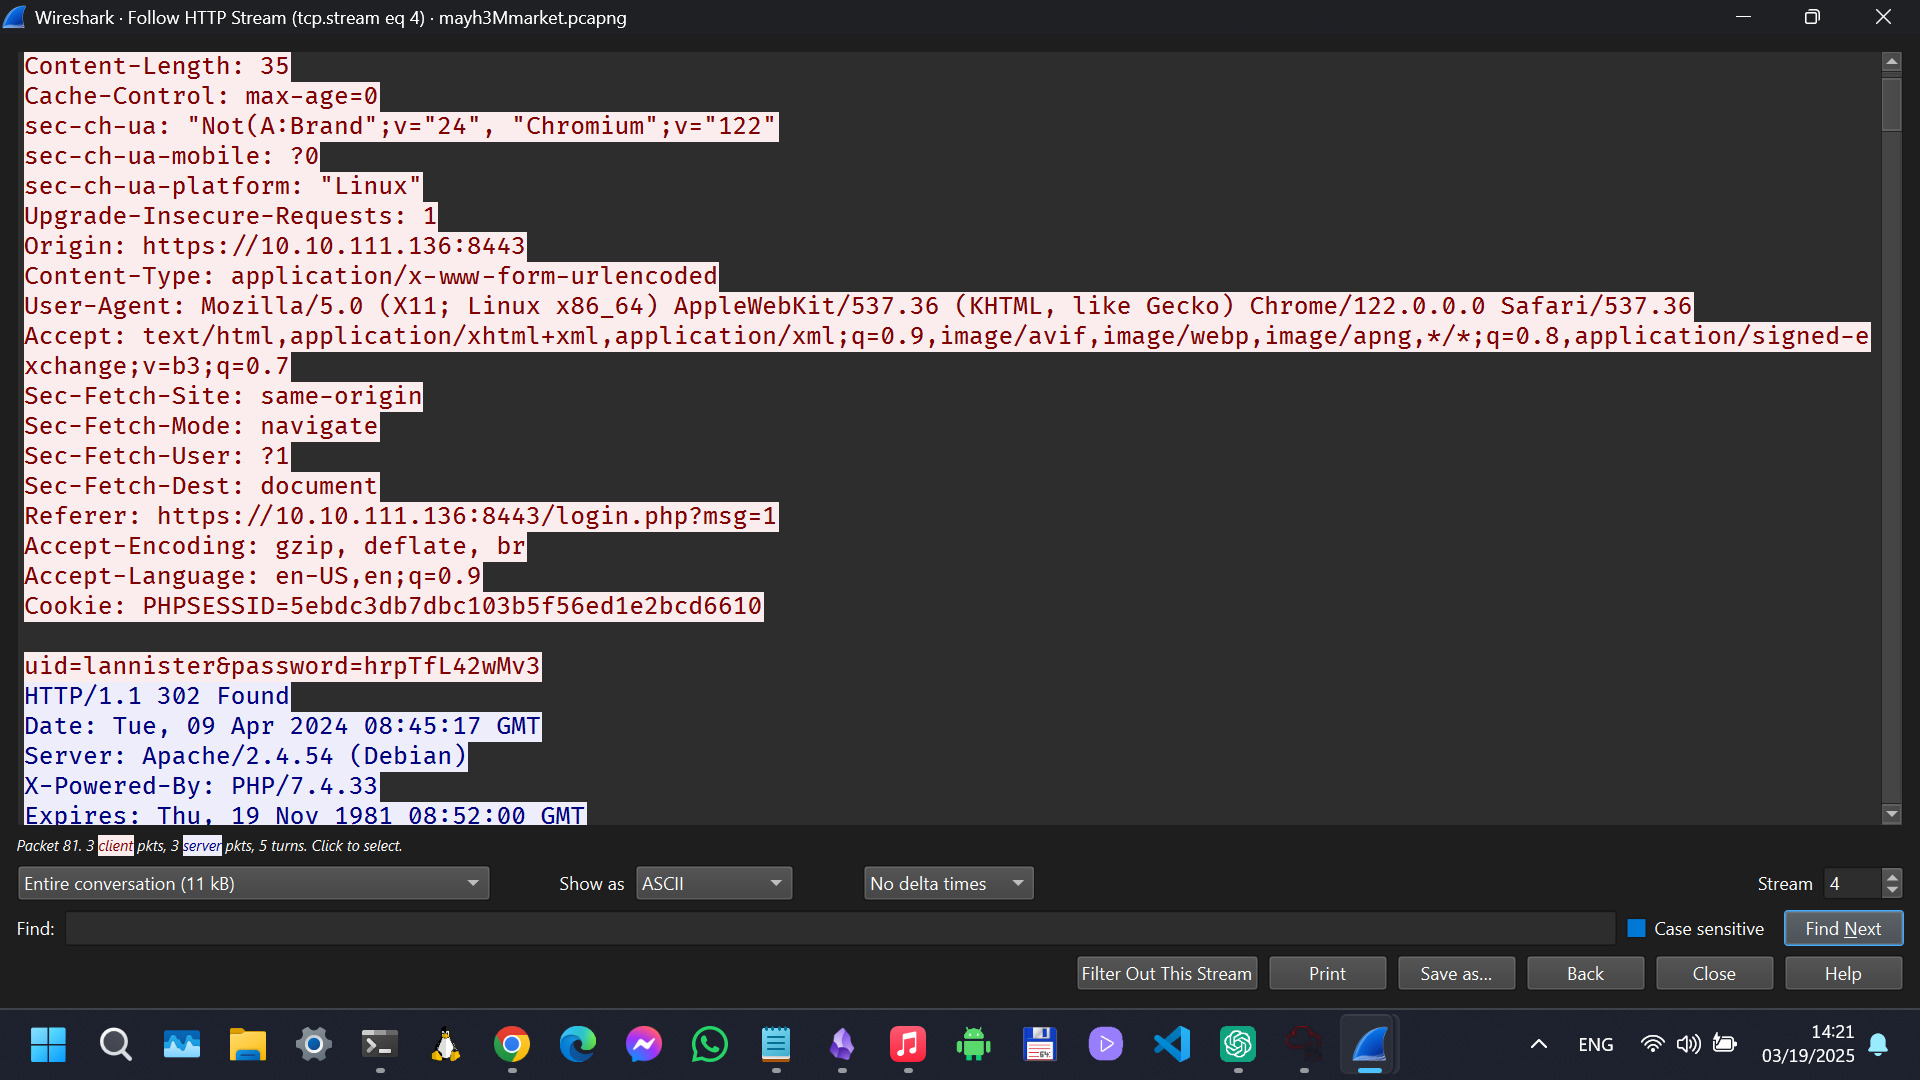 Wireshark · Follow HTTP Stream (tcp.stream eq 4) · mayh3Mmarket.pcapng
Content-Length: 35
Cache-Control: max-age=0
sec-ch-ua: "Not(A:Brand";v="24", "Chromium";v="122"
sec-ch-ua-mobile: ?0
sec-ch-ua-platform: "Linux"
Upgrade-Insecure-Requests: 1
Origin: https://10.10.111.136:8443
Content-Type: application/x-www-form-urlencoded
User-Agent: Mozilla/5.0 (X11; Linux x86_64) AppleWebKit/537.36 (KHTML, like Gecko) Chrome/122.0.0.0 Safari/537.36
Accept: text/html,application/xhtml+xml,application/xml;q=0.9,image/avif,image/webp,image/apng,*/*;q=0.8,application/signed-e
xchange;v=b3;q=0.7
Sec-Fetch-Site: same-origin
Sec-Fetch-Mode: navigate
Sec-Fetch-User: ?1
Sec-Fetch-Dest: document
Referer: https://10.10.111.136:8443/login.php?msg=1
Accept-Encoding: gzip, deflate, br
Accept-Language: en-US,en;q=0.9
Cookie: PHPSESSID=5ebdc3db7dbc103b5f56ed1e2bcd6610
uid=lannister&password=hrpTfL42wMv3
HTTP/1.1 302 Found
Date: Tue, 09 Apr 2024 08:45:17 GMT
Server: Apache/2.4.54 (Debian)
X-Powered-By: PHP/7.4.33
Expires: Thu, 19 Nov 1981 08:52:00 GMT
Packet 81. 3 client pkts, 3 server pkts, 5 turns. Click to select.
Entire conversation (11 kB) Show as ASCII No delta times Stream 4
Find: Case sensitive Find Next
Filter Out This Stream Print Save as... Back Close Help
64
ENG
14:21
03/19/2025